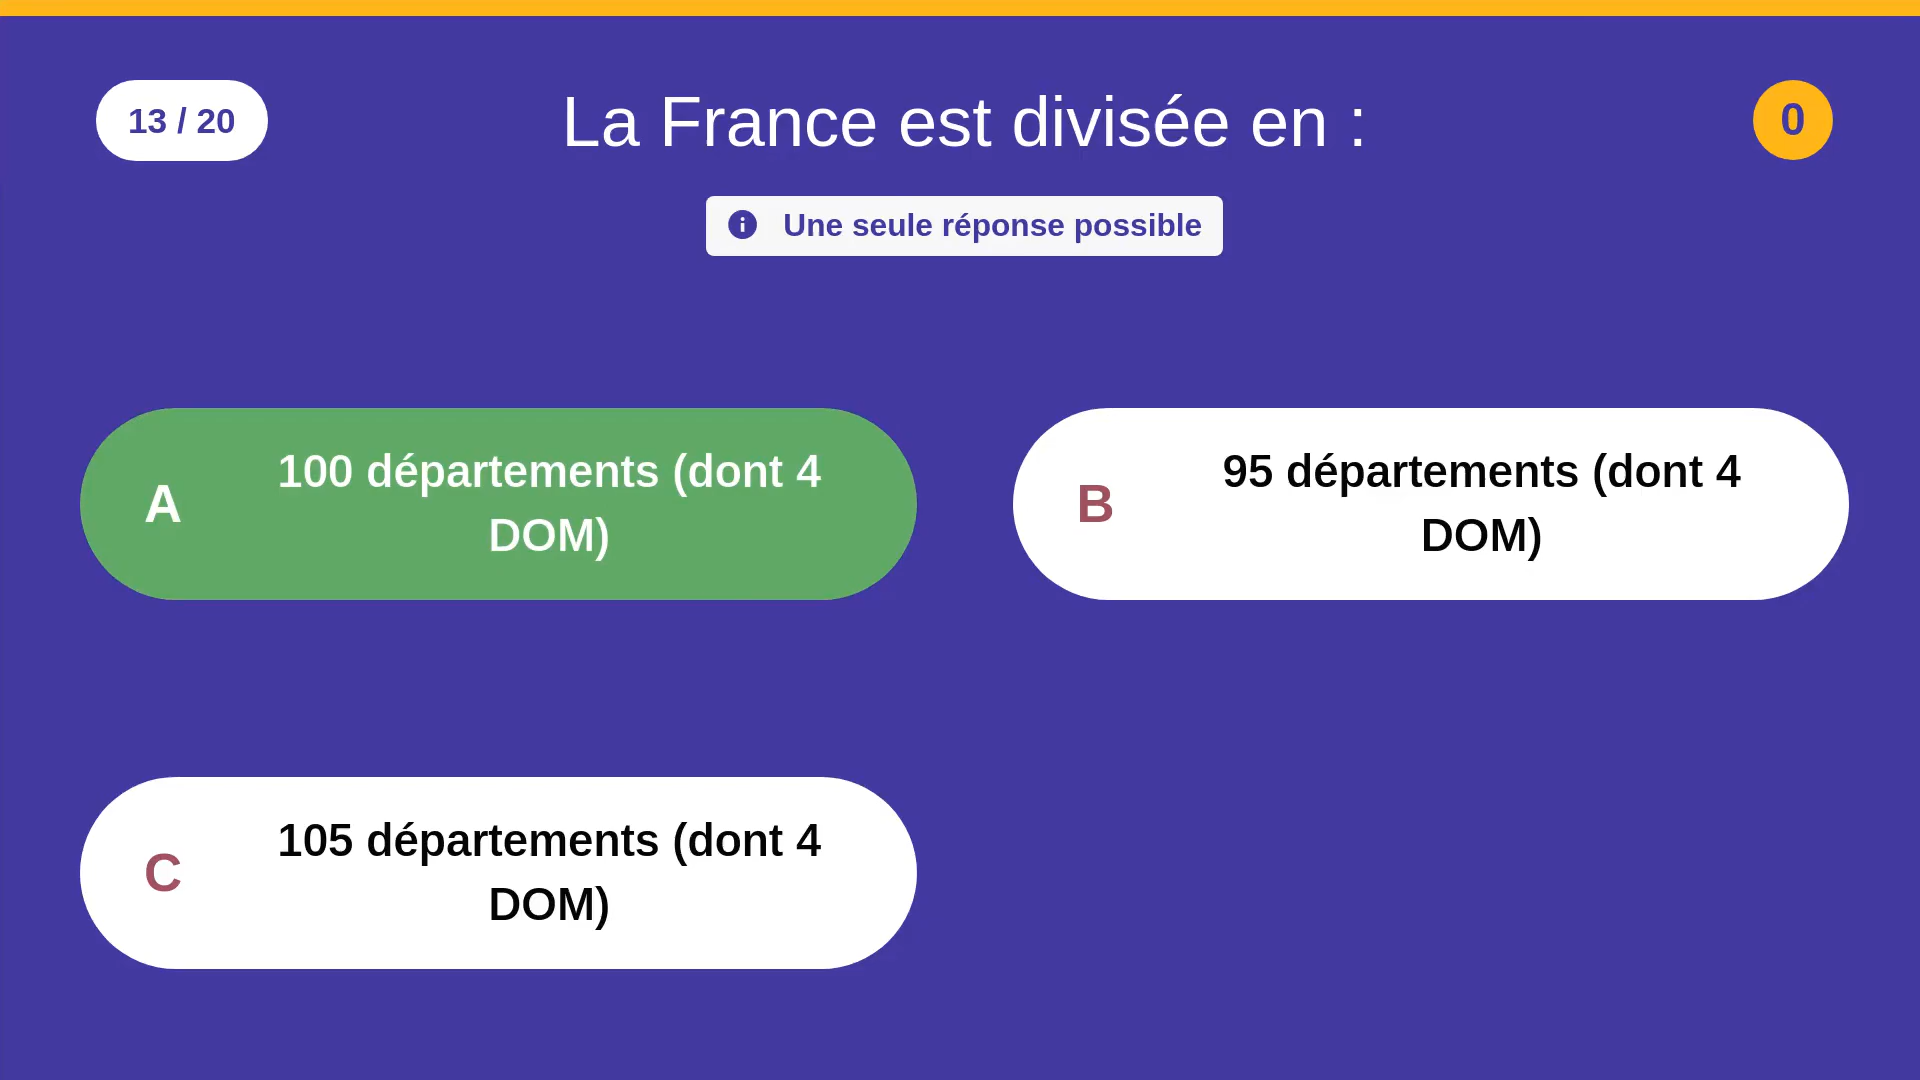 13 / 20
La France est divisée en :
0
Une seule réponse possible
A
100 départements (dont 4
DOM)
B
95 départements (dont 4
DOM)
C
105 départements (dont 4
DOM)